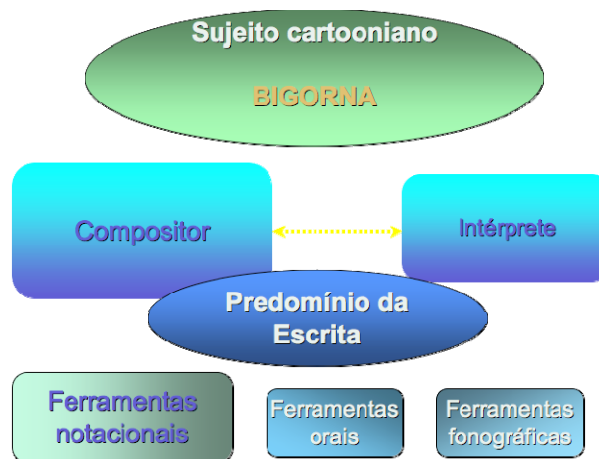 Sujeito cartooniano
BIGORNA
Compositor
Intérprete
Predomínio da
Escrita
Ferramentas
notacionais
Ferramentas
orais
Ferramentas
fonográficas